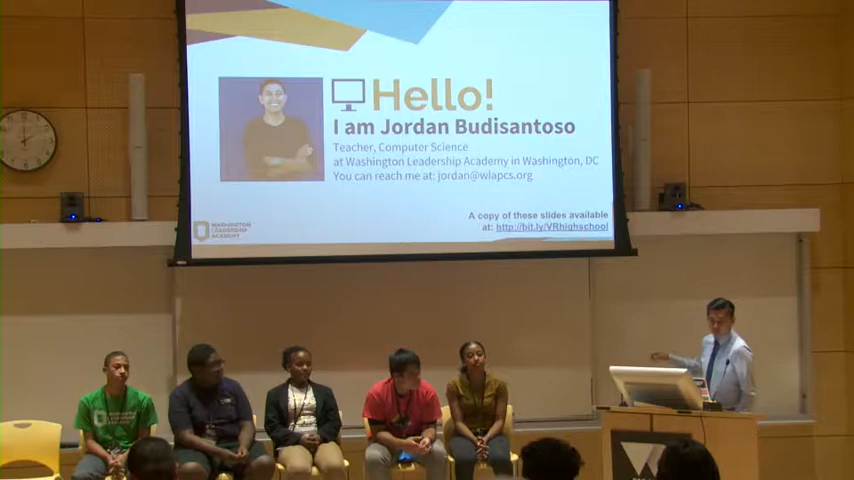 Hello!
I am Jordan Budisantoso
Teacher, Computer Science
at Washington Leadership Academy in Washington, DC
You can reach me at: jordan@wlapcs.org
WASHINGTON
LEADERSHIP
ACADEMY
A copy of these slides available
at: http://bit.ly/VRhighschool